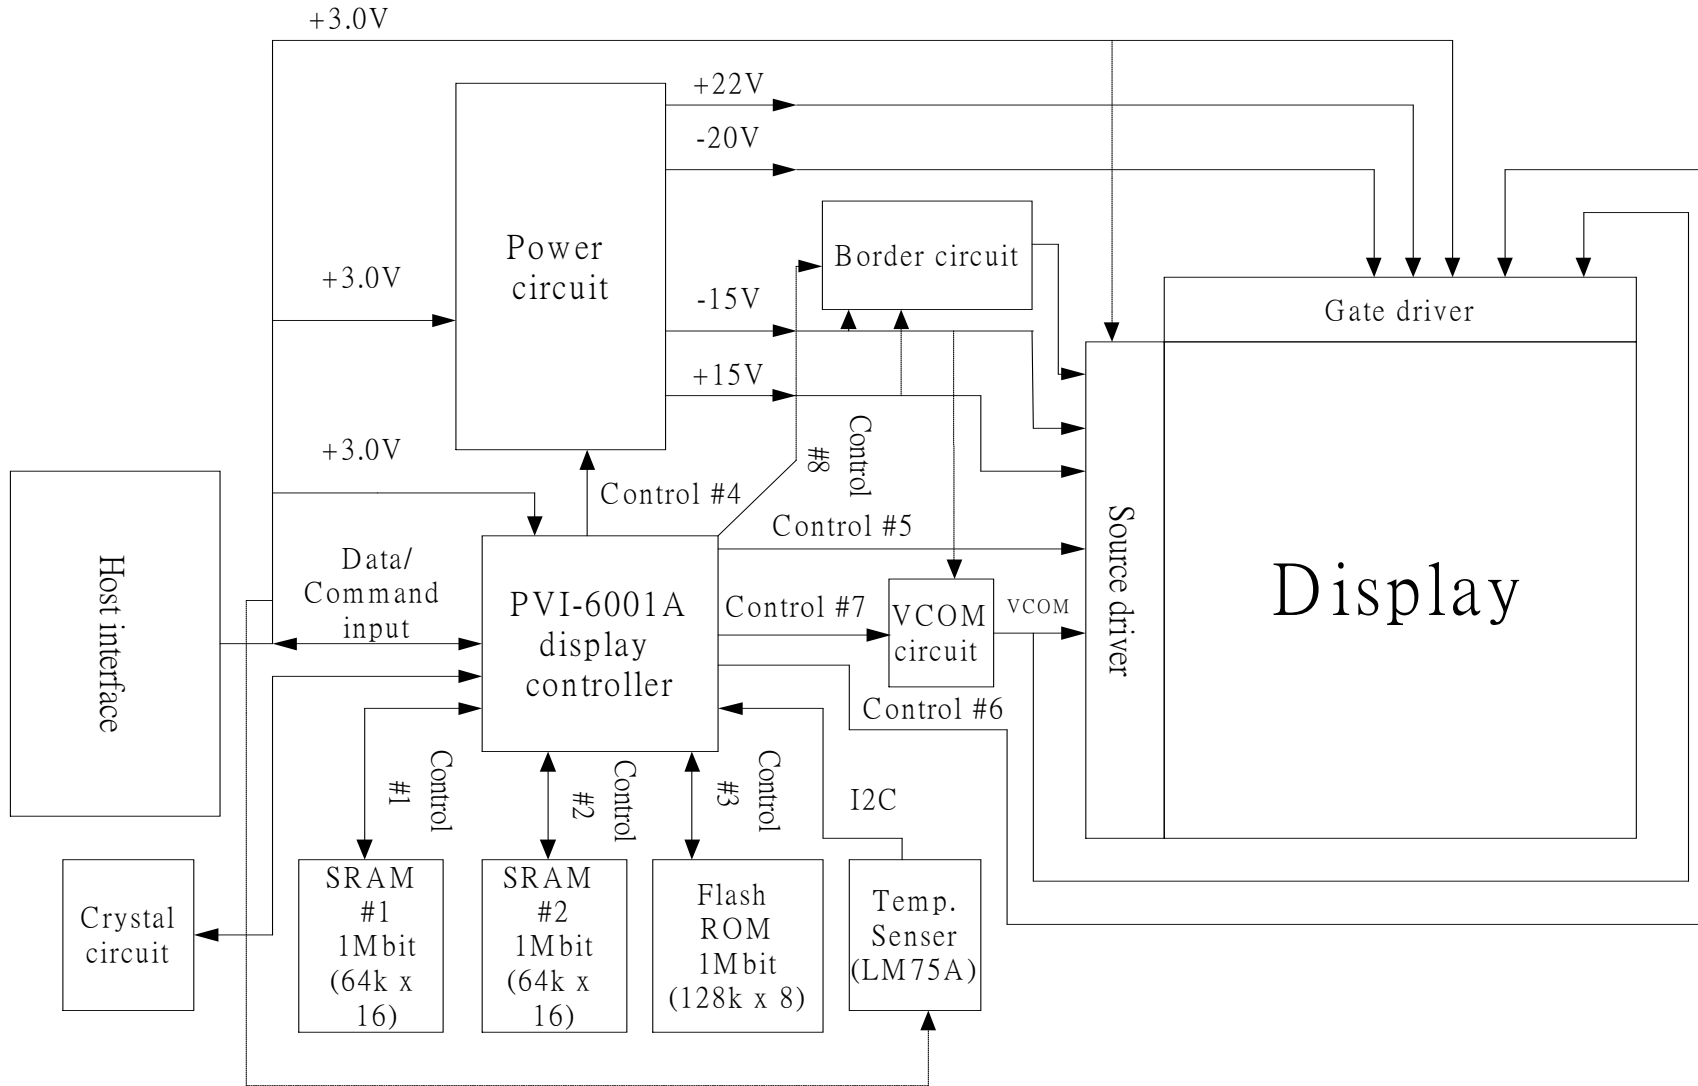 +3.0V
+22V
-20V
Power
circuit
Border circuit
+3.0V
-15V
Gate driver
+15V
+3.0V
Control
#8
Control #4
Control #5
Host interface
Data/
Command
input
PVI-6001A
display
controller
Control #7
VCOM
circuit
VCOM
Source driver
Display
Control #6
Control
#1
Control
#2
Control
#3
I2C
Crystal
circuit
SRAM
#1
1Mbit
(64k x
16)
SRAM
#2
1Mbit
(64k x
16)
Flash
ROM
1Mbit
(128k x 8)
Temp.
Senser
(LM75A)